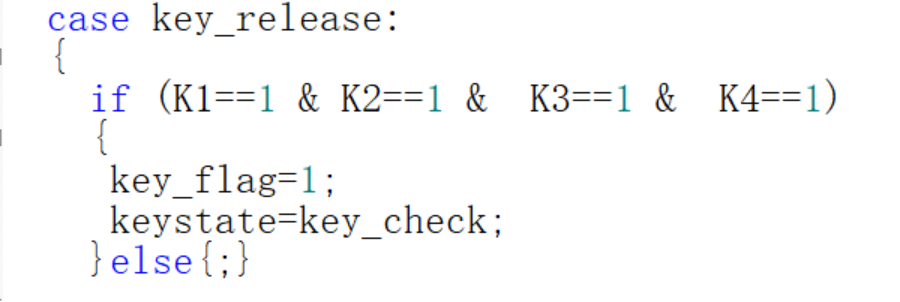 case key_release:
{
if (K1==1 & K2==1 &  K3==1 &  K4==1)
{
key_flag=1;
keystate=key_check;
}else{;}